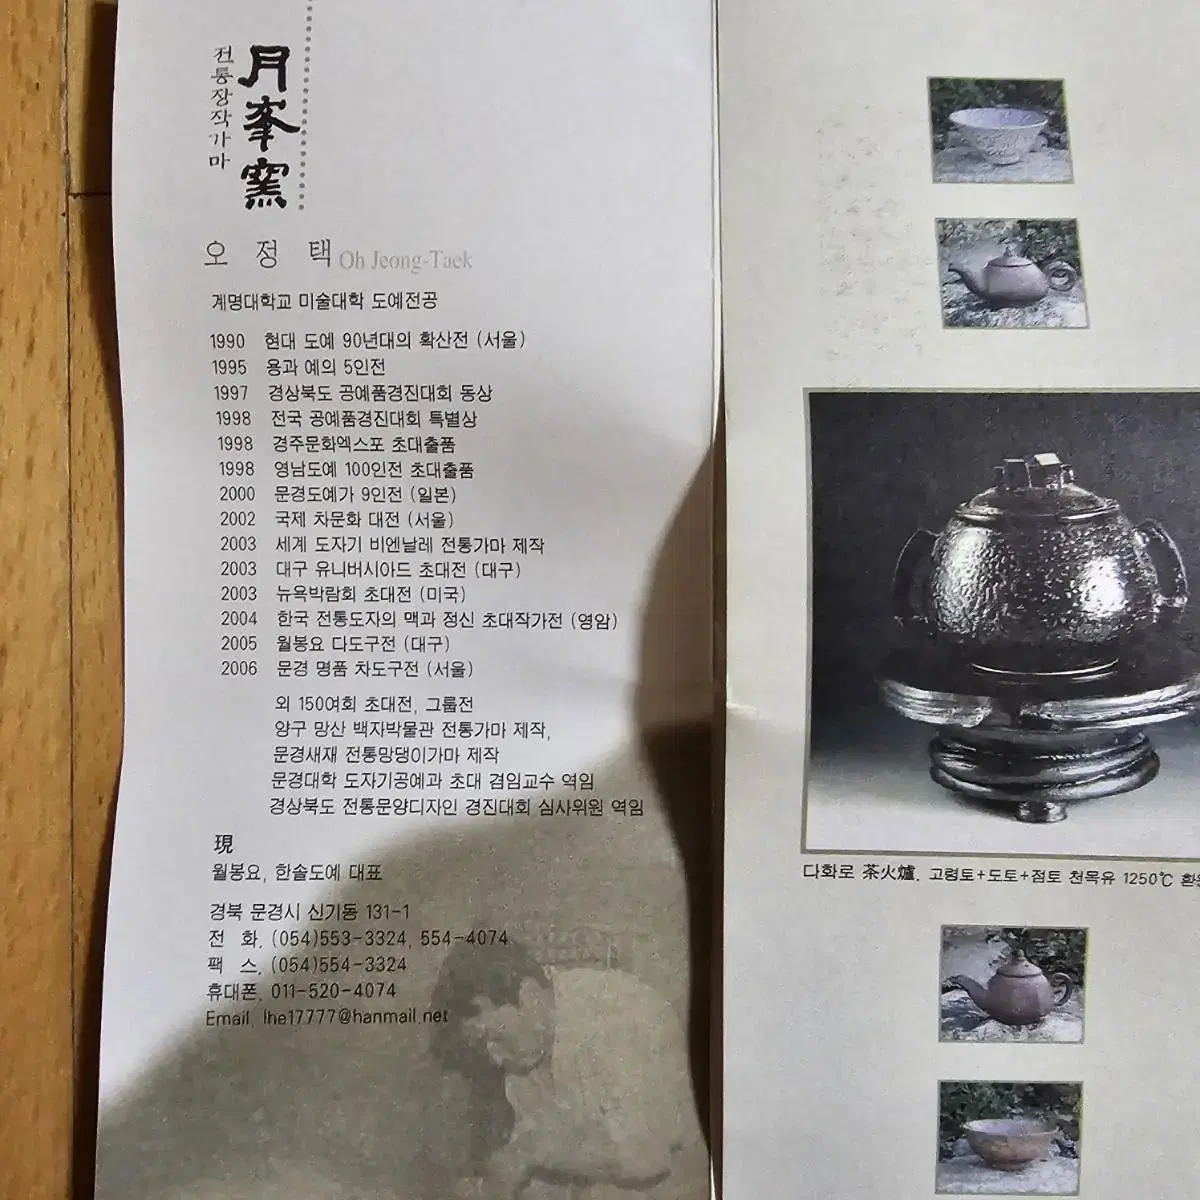 전통장작가마
月峯窯
오 정 택 Oh Jeong-Taek
계명대학교 미술대학 도예전공
1990 현대 도예 90년대의 확산전 (서울)
1995 용과 예의 5인전
1997 경상북도 공예품경진대회 동상
1998 전국 공예품경진대회 특별상
1998 경주문화엑스포 초대출품
1998 영남도예 100인전 초대출품
2000 문경도예가 9인전 (일본)
2002 국제 차문화 대전 (서울)
2003 세계 도자기 비엔날레 전통가마 제작
2003 대구 유니버시아드 초대전 (대구)
2003 뉴욕박람회 초대전 (미국)
2004 한국 전통도자의 맥과 정신 초대작가전 (영암)
2005 월봉요 다도구전 (대구)
2006 문경 명품 차도구전 (서울)
외 150여회 초대전, 그룹전
양구 망산 백자박물관 전통가마 제작,
문경새재 전통망댕이가마 제작
문경대학 도자기공예과 초대 겸임교수 역임
경상북도 전통문양디자인 경진대회 심사위원 역임
現
월봉요, 한솔도예 대표
경북 문경시 신기동 131-1
전 화, (054)553-3324, 554-4074
팩 스, (054)554-3324
휴대폰, 011-520-4074
Email, lhe17777@hanmail.net
다화로 茶火爐, 고령토+도토+점토 천목유 1250℃ 환원